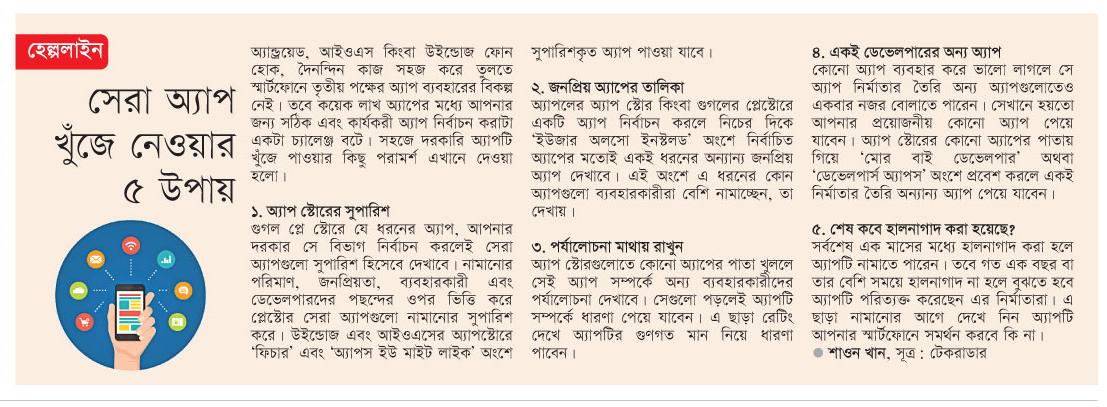 হেল্পলাইন
সেরা অ্যাপ
খুঁজে নেওয়ার
৫ উপায়
অ্যান্ড্রয়েড, আইওএস কিংবা উইন্ডোজ ফোন
হোক, দৈনন্দিন কাজ সহজ করে তুলতে
স্মার্টফোনে তৃতীয় পক্ষের অ্যাপ ব্যবহারের বিকল্প
নেই। তবে কয়েক লাখ অ্যাপের মধ্যে আপনার
জন্য সঠিক এবং কার্যকরী অ্যাপ নির্বাচন করাটা
একটা চ্যালেঞ্জ বটে। সহজে দরকারি অ্যাপটি
খুঁজে পাওয়ার কিছু পরামর্শ এখানে দেওয়া
হলো।
১. অ্যাপ স্টোরের সুপারিশ
গুগল প্লে স্টোরে যে ধরনের অ্যাপ, আপনার
দরকার সে বিভাগ নির্বাচন করলেই সেরা
অ্যাপগুলো সুপারিশ হিসেবে দেখাবে। নামানোর
পরিমাণ, জনপ্রিয়তা, ব্যবহারকারী এবং
ডেভেলপারদের পছন্দের ওপর ভিত্তি করে
প্লেস্টোর সেরা অ্যাপগুলো নামানোর সুপারিশ
করে। উইন্ডোজ এবং আইওএসের অ্যাপস্টোরে
‘ফিচার’ এবং ‘অ্যাপস ইউ মাইট লাইক’ অংশে
সুপারিশকৃত অ্যাপ পাওয়া যাবে।
২. জনপ্রিয় অ্যাপের তালিকা
অ্যাপলের অ্যাপ স্টোর কিংবা গুগলের প্লেস্টোরে
একটি অ্যাপ নির্বাচন করলে নিচের দিকে
‘ইউজার অলসো ইনস্টলড’ অংশে নির্বাচিত
অ্যাপের মতোই একই ধরনের অন্যান্য জনপ্রিয়
অ্যাপ দেখাবে। এই অংশে এ ধরনের কোন
অ্যাপগুলো ব্যবহারকারীরা বেশি নামাচ্ছেন, তা
দেখায়।
৩. পর্যালোচনা মাথায় রাখুন
অ্যাপ স্টোরগুলোতে কোনো অ্যাপের পাতা খুললে
সেই অ্যাপ সম্পর্কে অন্য ব্যবহারকারীদের
পর্যালোচনা দেখাবে। সেগুলো পড়লেই অ্যাপটি
সম্পর্কে ধারণা পেয়ে যাবেন। এ ছাড়া রেটিং
দেখে অ্যাপটির গুণগত মান নিয়ে ধারণা
পাবেন।
৪. একই ডেভেলপারের অন্য অ্যাপ
কোনো অ্যাপ ব্যবহার করে ভালো লাগলে সে
অ্যাপ নির্মাতার তৈরি অন্য অ্যাপগুলোতেও
একবার নজর বোলাতে পারেন। সেখানে হয়তো
আপনার প্রয়োজনীয় কোনো অ্যাপ পেয়ে
যাবেন। অ্যাপ স্টোরের কোনো অ্যাপের পাতায়
গিয়ে ‘মোর বাই ডেভেলপার’ অথবা
‘ডেভেলপার্স অ্যাপস’ অংশে প্রবেশ করলে একই
নির্মাতার তৈরি অন্যান্য অ্যাপ পেয়ে যাবেন।
৫. শেষ কবে হালনাগাদ করা হয়েছে?
সর্বশেষ এক মাসের মধ্যে হালনাগাদ করা হলে
অ্যাপটি নামাতে পারেন। তবে গত এক বছর বা
তার বেশি সময়ে হালনাগাদ না হলে বুঝতে হবে
অ্যাপটি পরিত্যক্ত করেছেন এর নির্মাতারা। এ
ছাড়া নামানোর আগে দেখে নিন অ্যাপটি
আপনার স্মার্টফোনে সমর্থন করবে কি না।
● শাওন খান, সূত্র : টেকরাডার